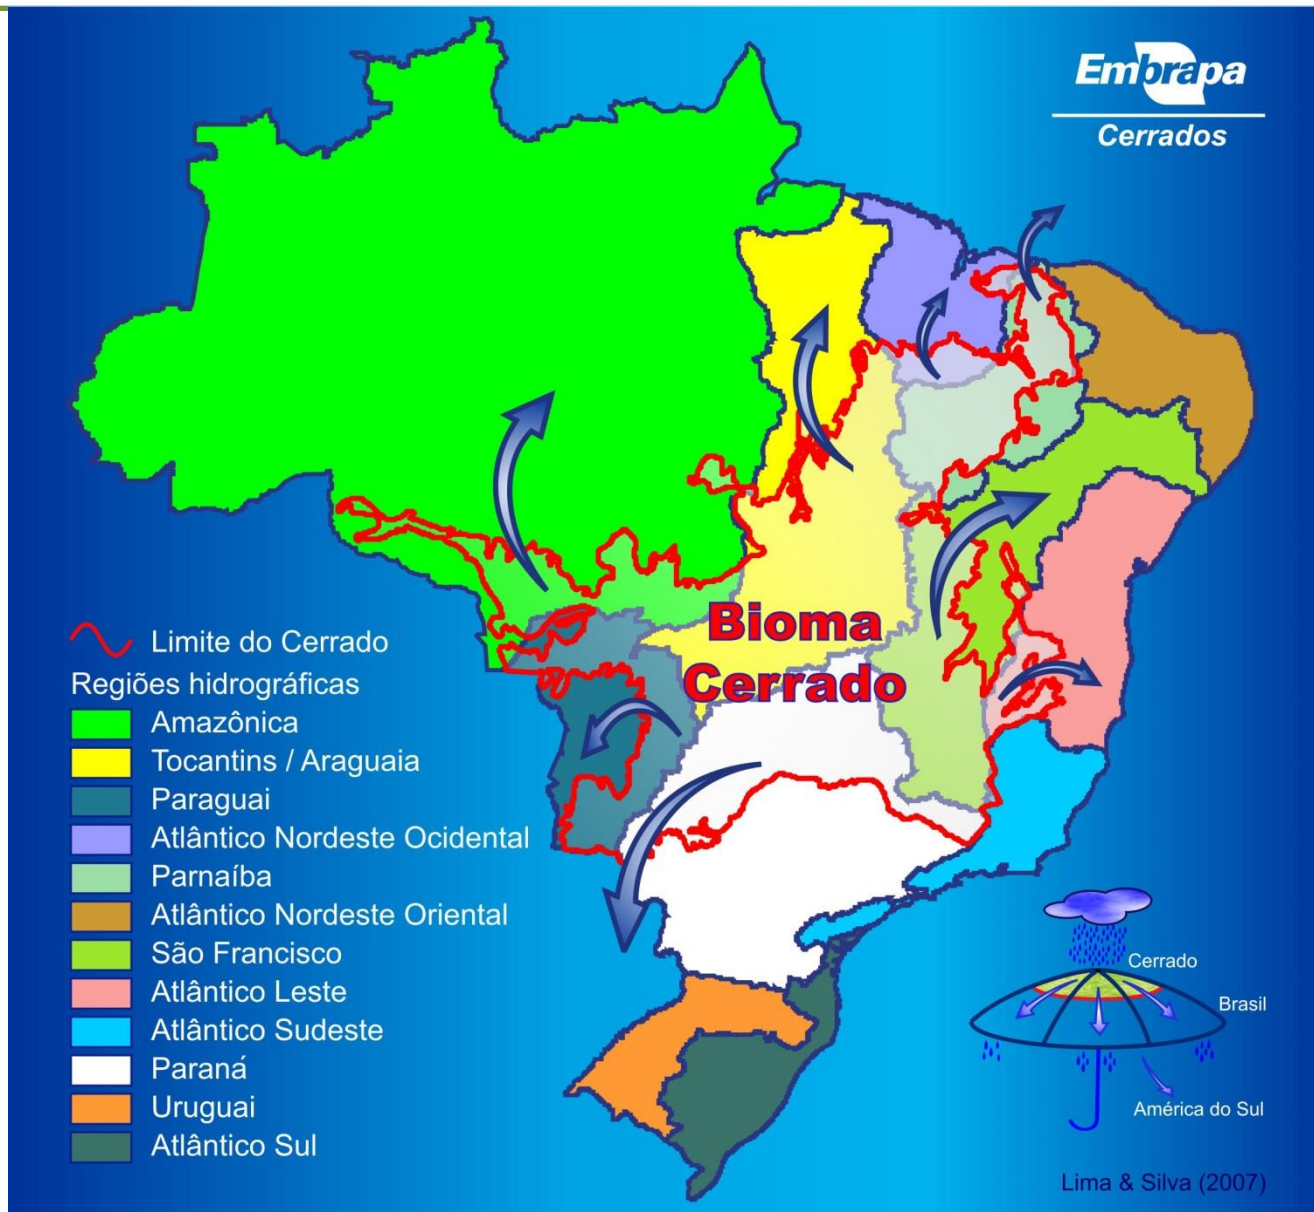 Embrapa
Cerrados
Bioma
Cerrado
Limite do Cerrado
Regiões hidrográficas
Amazônica
Tocantins / Araguaia
Paraguai
Atlântico Nordeste Ocidental
Parnaíba
Atlântico Nordeste Oriental
São Francisco
Atlântico Leste
Atlântico Sudeste
Paraná
Uruguai
Atlântico Sul
Cerrado
Brasil
América do Sul
Lima & Silva (2007)